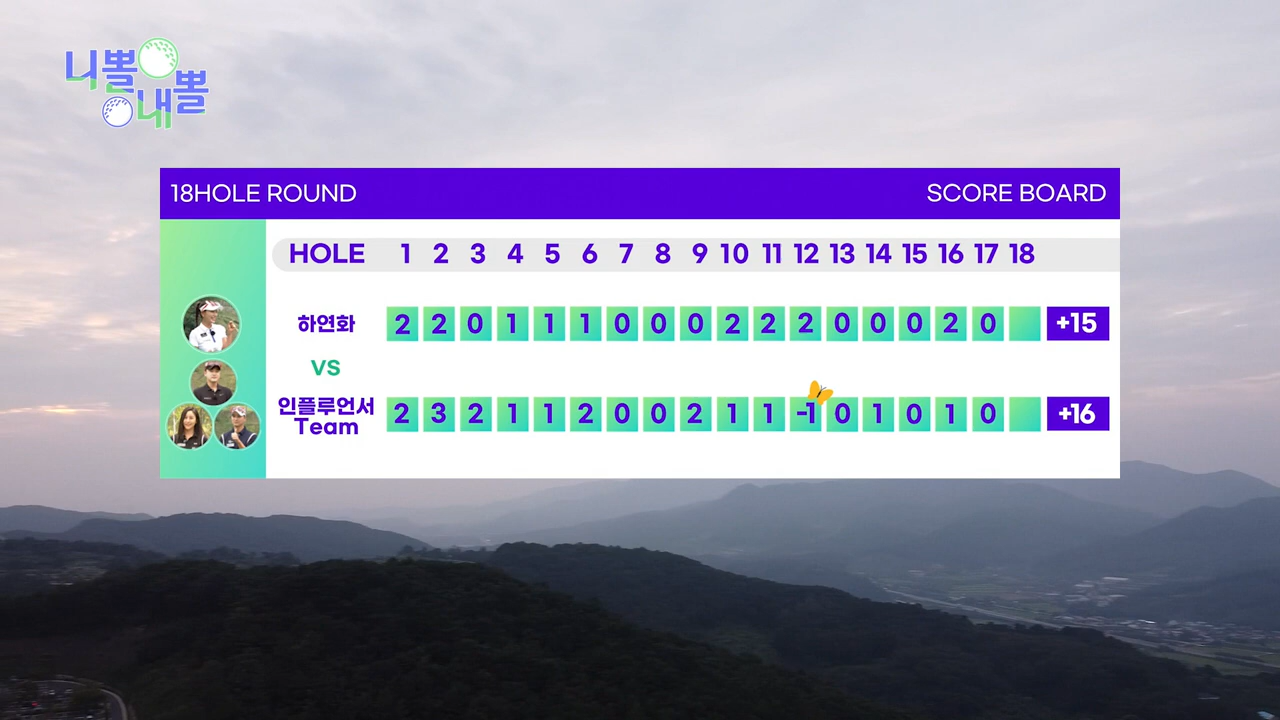 니뽈
내뽈
18HOLE ROUND SCORE BOARD
HOLE 1 2 3 4 5 6 7 8 9 10 11 12 13 14 15 16 17 18
하연화 2 2 0 1 1 1 0 0 0 2 2 2 0 0 0 2 0 +15
VS
인플루언서
Team 2 3 2 1 1 2 0 0 2 1 1 -1 0 1 0 1 0 +16